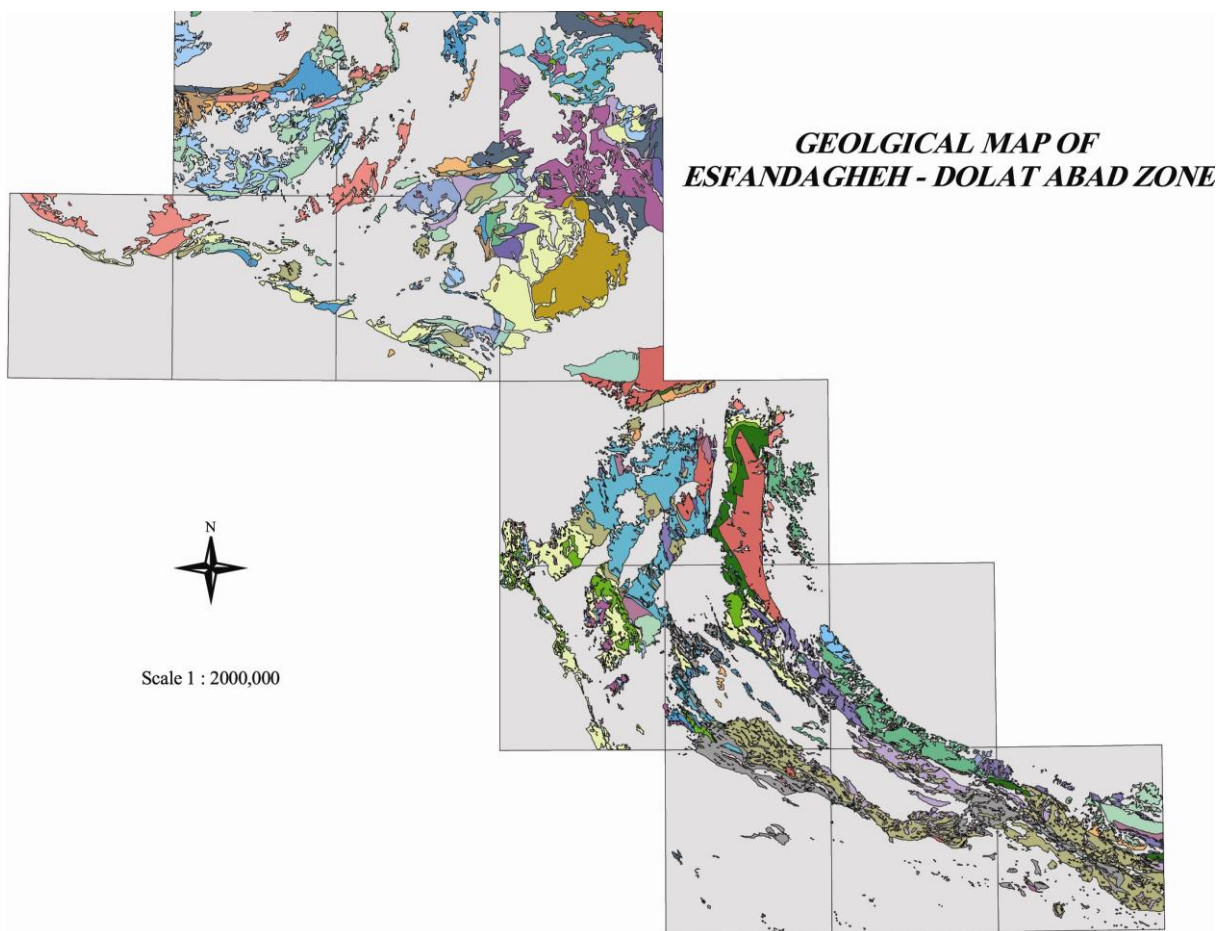 GEOLGICAL MAP OF
ESFANDAGHEH - DOLAT ABAD ZONE
N
Scale 1 : 2000,000